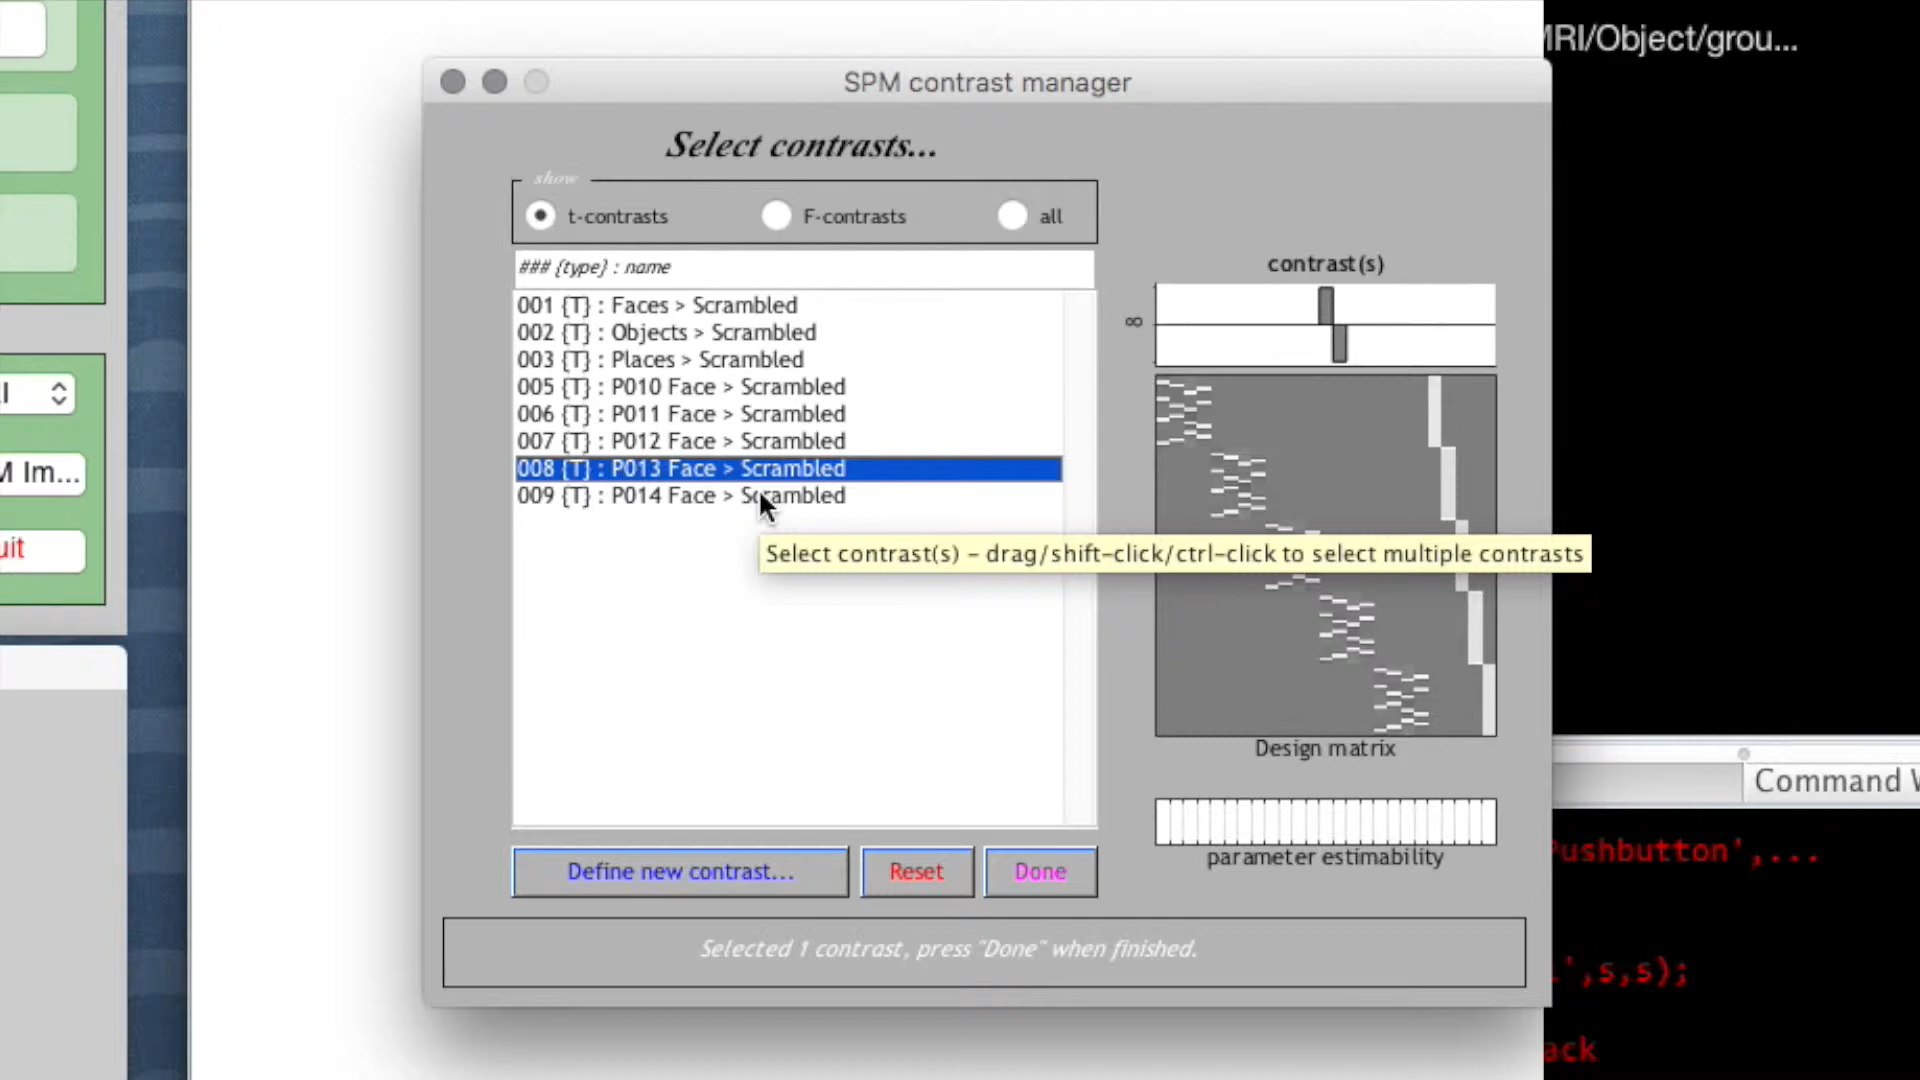 MRI/Object/grou...
SPM contrast manager
Select contrasts...
show
t-contrasts
F-contrasts
all
### {type} : name
001 {T} : Faces > Scrambled
002 {T} : Objects > Scrambled
003 {T} : Places > Scrambled
005 {T} : P010 Face > Scrambled
006 {T} : P011 Face > Scrambled
007 {T} : P012 Face > Scrambled
008 {T} : P013 Face > Scrambled
009 {T} : P014 Face > Scrambled
contrast(s)
∞
Select contrast(s) - drag/shift-click/ctrl-click to select multiple contrasts
Design matrix
parameter estimability
Define new contrast...
Reset
Done
Selected 1 contrast, press "Done" when finished.
M Im...
uit
Command W
Pushbutton',...
',s,s);
ack